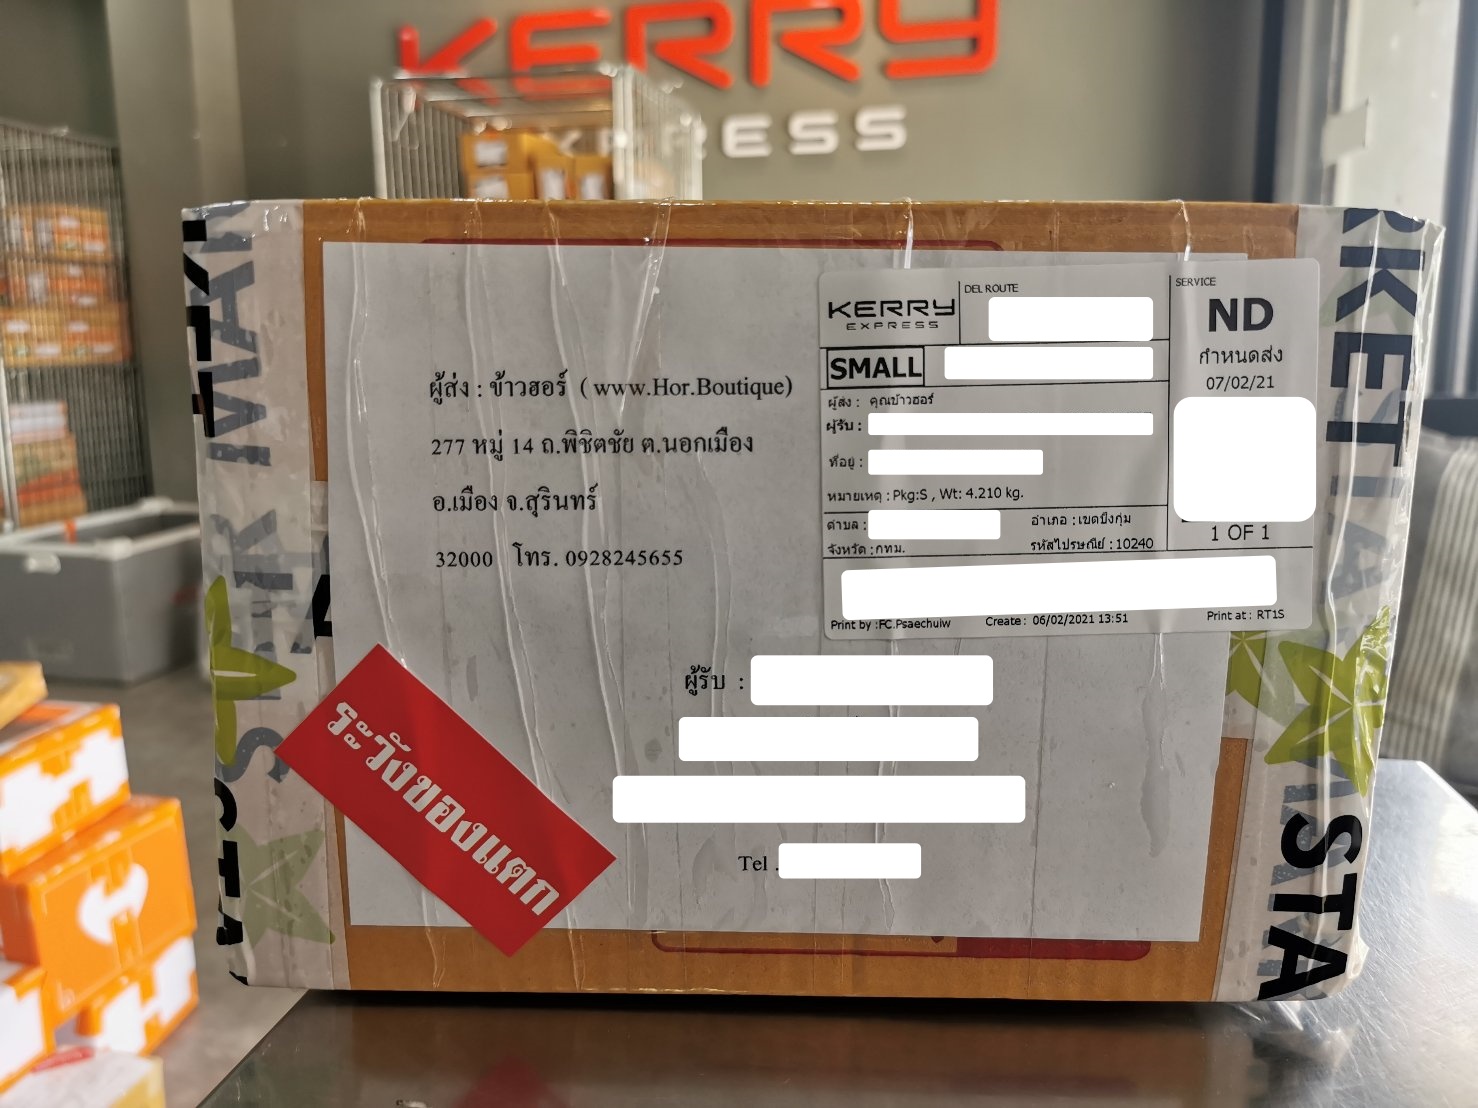 KERRY
EXPRESS
ผู้ส่ง : ข้าวฮอร์ ( www.Hor.Boutique)
277 หมู่ 14 ถ.พิชิตชัย ต.นอกเมือง
อ.เมือง จ.สุรินทร์
32000 โทร. 0928245655
KERRY
EXPRESS
DEL ROUTE
SERVICE
ND
กำหนดส่ง
07/02/21
SMALL
ผู้ส่ง : คุณข้าวฮอร์
ผู้รับ :
ที่อยู่ :
หมายเหตุ : Pkg:S , Wt: 4.210 kg.
ตำบล :
อำเภอ : เขตบึงกุ่ม
จังหวัด : กทม.
รหัสไปรษณีย์ : 10240
1 OF 1
Print by :FC.Psaechuiw
Create : 06/02/2021 13:51
Print at : RT1S
ผู้รับ :
Tel .
ระวังของแตก
STA